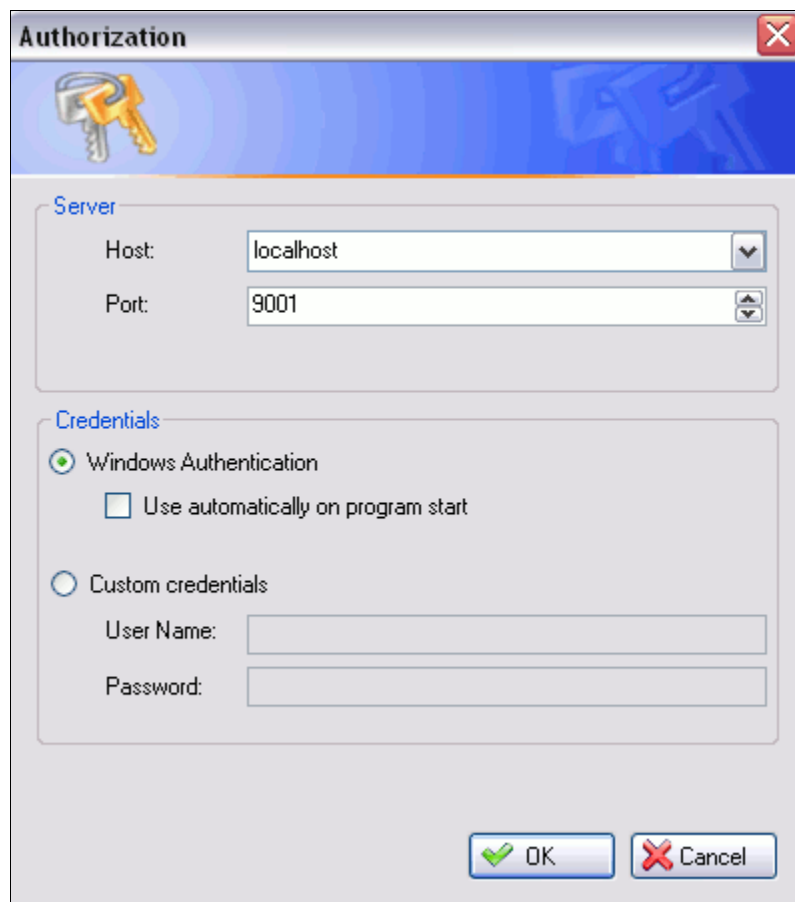 Authorization
Server
Host: localhost
Port: 9001
Credentials
Windows Authentication
Use automatically on program start
Custom credentials
User Name:
Password:
OK Cancel